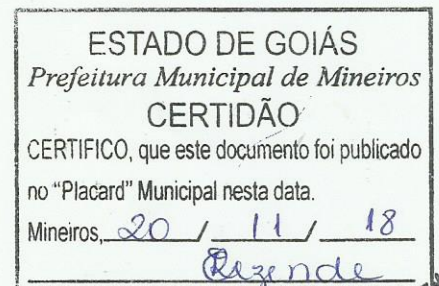 ESTADO DE GOIÁS
Prefeitura Municipal de Mineiros
CERTIDÃO
CERTIFICO, que este documento foi publicado
no "Placard" Municipal nesta data.
Mineiros, 20 / 11 / 18
Rezende